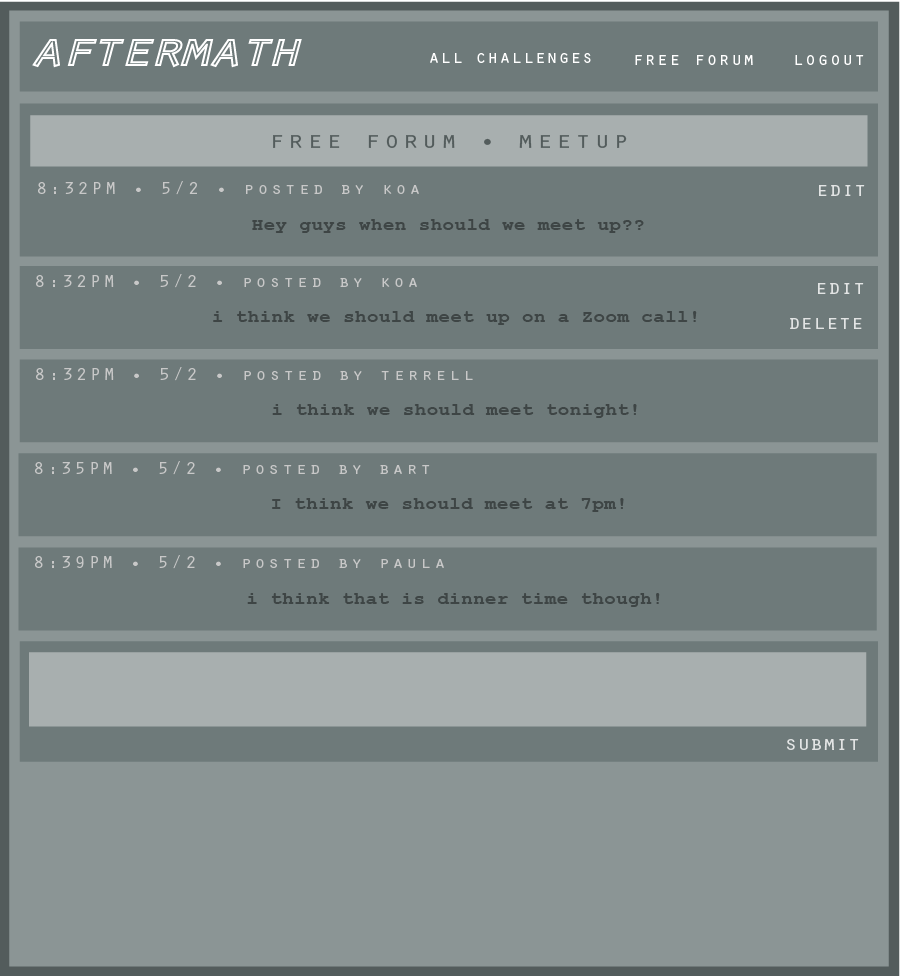 AFTERMATH
ALL CHALLENGES FREE FORUM LOGOUT
FREE FORUM • MEETUP
8:32PM • 5/2 • POSTED BY KOA EDIT
Hey guys when should we meet up??
8:32PM • 5/2 • POSTED BY KOA EDIT
i think we should meet up on a Zoom call! DELETE
8:32PM • 5/2 • POSTED BY TERRELL
i think we should meet tonight!
8:35PM • 5/2 • POSTED BY BART
I think we should meet at 7pm!
8:39PM • 5/2 • POSTED BY PAULA
i think that is dinner time though!
SUBMIT